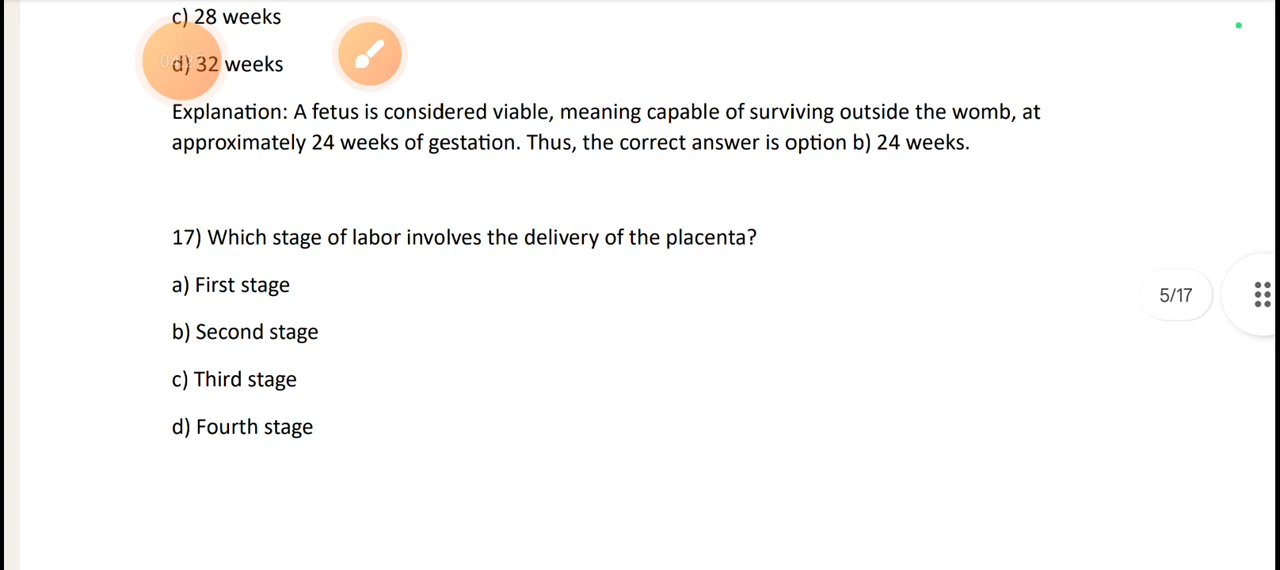 c) 28 weeks
d) 32 weeks
Explanation: A fetus is considered viable, meaning capable of surviving outside the womb, at
approximately 24 weeks of gestation. Thus, the correct answer is option b) 24 weeks.
17) Which stage of labor involves the delivery of the placenta?
a) First stage
5/17
b) Second stage
c) Third stage
d) Fourth stage